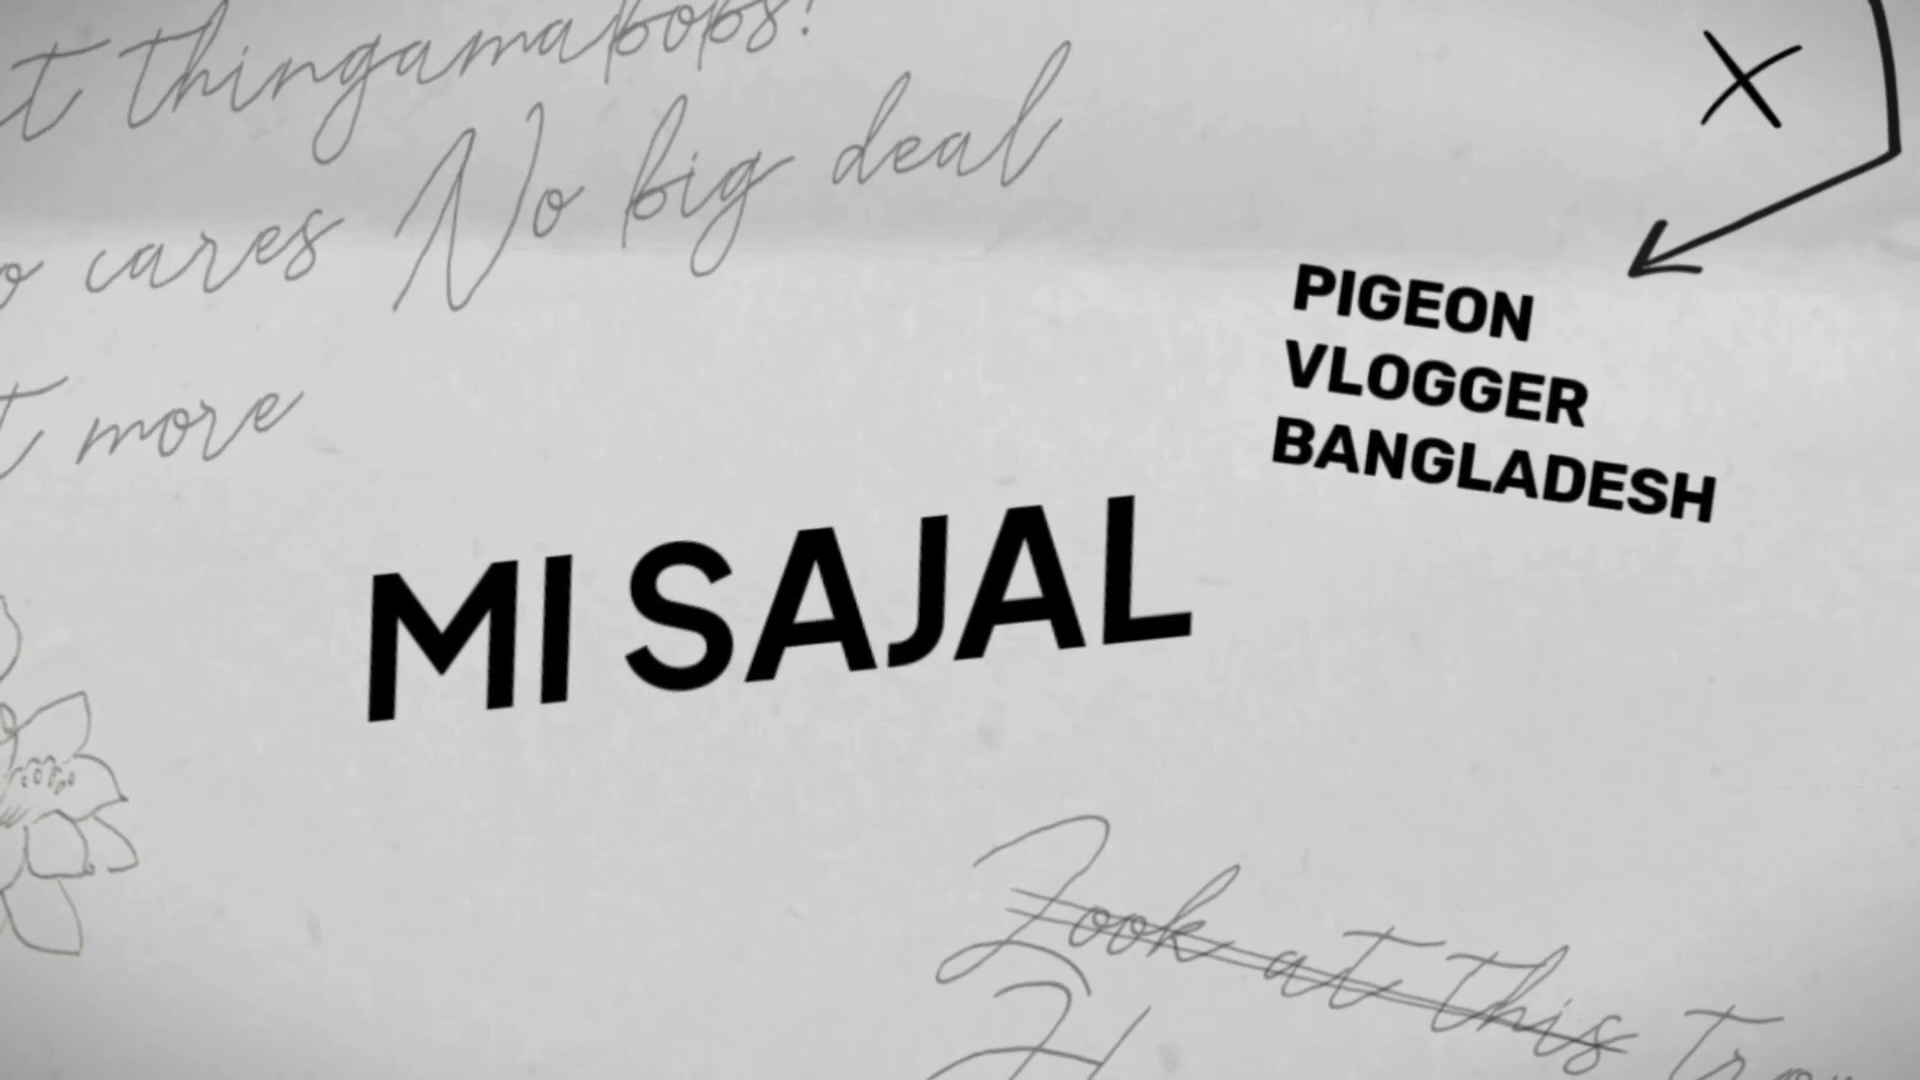 t thingamabobs!
o cares No big deal
t more
PIGEON
VLOGGER
BANGLADESH
MI SAJAL
Look at this